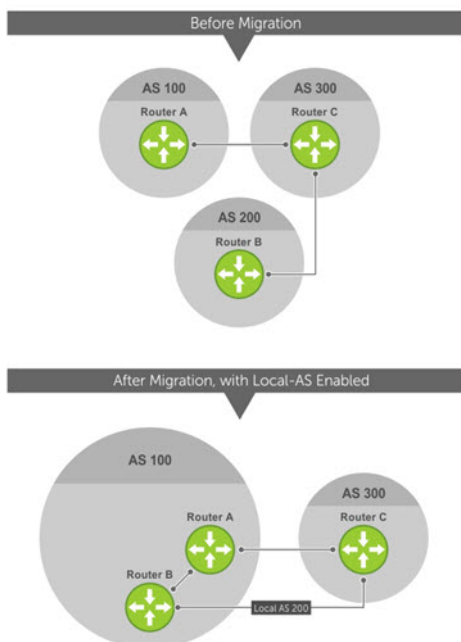 Before Migration
AS 100
AS 300
Router A
Router C
AS 200
Router B
After Migration, with Local-AS Enabled
AS 100
AS 300
Router A
Router C
Router B
Local AS 200